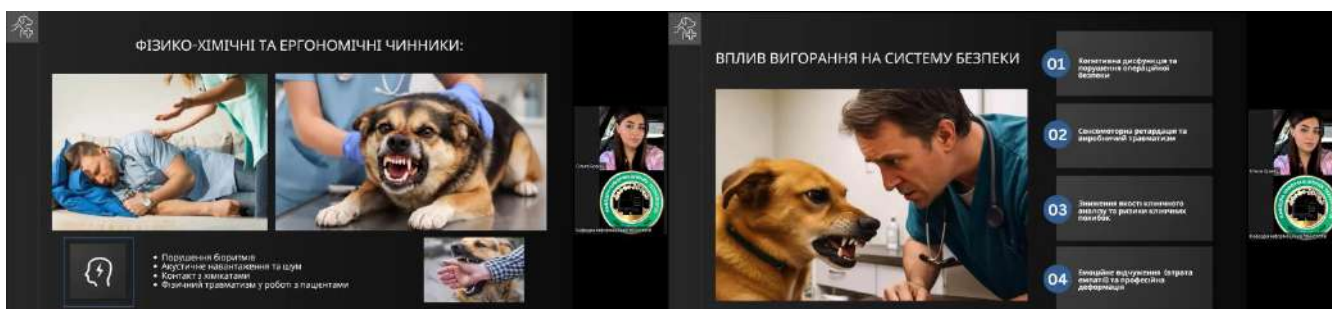 ФІЗИКО-ХІМІЧНІ ТА ЕРГОНОМІЧНІ ЧИННИКИ:
Порушення біоритмів
Акустичне навантаження та шум
Контакт з хімікатами
Фізичний травматизм у роботі з пацієнтами
ВПЛИВ ВИГОРАННЯ НА СИСТЕМУ БЕЗПЕКИ
01
Когнітивна дисфункція та
порушення операційної
безпеки
02
Сенсомоторна ретардація та
виробничий травматизм
03
Зниження якості клінічного
аналізу та ризики клінічних
похибок
04
Емоційне відчуження (втрата
емпатії) та професійна
деформація